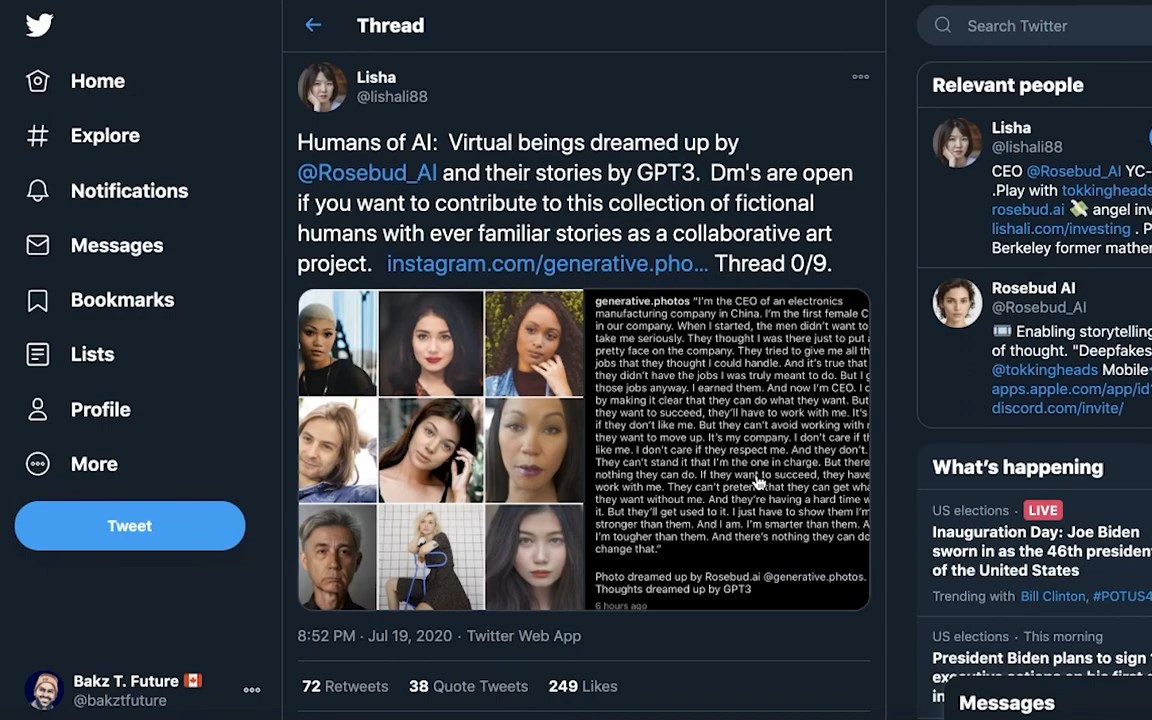 Home
Explore
Notifications
Messages
Bookmarks
Lists
Profile
More
Tweet
Bakz T. Future
@bakztfuture
Thread
Lisha
@lishali88
Humans of AI: Virtual beings dreamed up by
@Rosebud_AI and their stories by GPT3. Dm's are open
if you want to contribute to this collection of fictional
humans with ever familiar stories as a collaborative art
project. instagram.com/generative.pho... Thread 0/9.
generative.photos "I'm the CEO of an electronics
manufacturing company in China. I'm the first female C
in our company. When I started, the men didn't want to
take me seriously. They thought I was there just to put
pretty face on the company. They tried to give me all th
jobs that they thought I could handle. And it's true that
they didn't have the jobs I was truly meant to do. But I g
those jobs anyway. I earned them. And now I'm CEO. I c
by making it clear that they can do what they want. But
they want to succeed, they'll have to work with me. It's
if they don't like me. But they can't avoid working with
they want to move up. It's my company. I don't care if th
like me. I don't care if they respect me. And they don't.
They can't stand it that I'm the one in charge. But there
nothing they can do. If they want to succeed, they have
work with me. They can't pretend that they can get wha
they want without me. And they're having a hard time w
it. But they'll get used to it. I just have to show them I'm
stronger than them. And I am. I'm smarter than them. A
I'm tougher than them. And there's nothing they can do
change that."
Photo dreamed up by Rosebud.ai @generative.photos.
Thoughts dreamed up by GPT3
6 hours ago
8:52 PM · Jul 19, 2020 · Twitter Web App
72 Retweets 38 Quote Tweets 249 Likes
Search Twitter
Relevant people
Lisha
@lishali88
CEO @Rosebud_AI YC-
.Play with tokkingheads
rosebud.ai angel inv
lishali.com/investing . P
Berkeley former mather
Rosebud AI
@Rosebud_AI
Enabling storytelling
of thought. "Deepfakes
@tokkingheads Mobile
apps.apple.com/app/id
discord.com/invite/
What's happening
US elections · LIVE
Inauguration Day: Joe Biden
sworn in as the 46th president
of the United States
Trending with Bill Clinton, #POTUS4
US elections · This morning
President Biden plans to sign
Messages